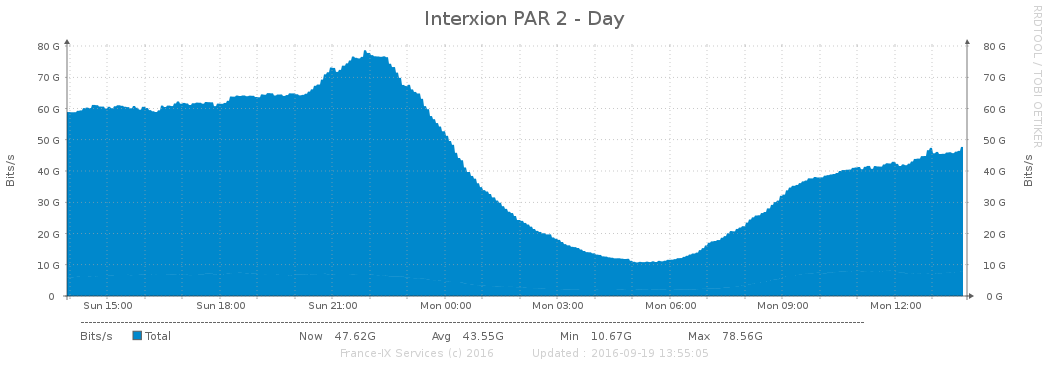 Interxion PAR 2 - Day
RRDTOOL / TOBI OETIKER
80 G 80 G
70 G 70 G
60 G 60 G
50 G 50 G
40 G 40 G
30 G 30 G
20 G 20 G
10 G 10 G
0 0 G
Bits/s
Bits/s
Sun 15:00 Sun 18:00 Sun 21:00 Mon 00:00 Mon 03:00 Mon 06:00 Mon 09:00 Mon 12:00
Bits/s Total Now 47.62G Avg 43.55G Min 10.67G Max 78.56G
France-IX Services (c) 2016 Updated : 2016-09-19 13:55:05